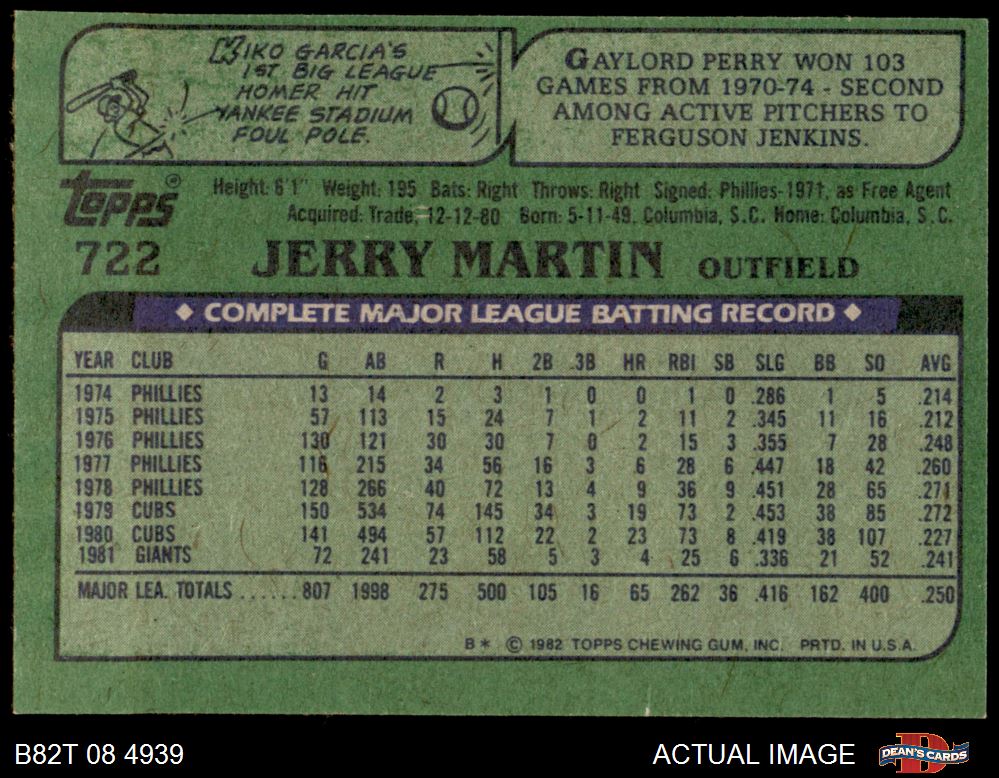 KIKO GARCIA'S
1ST BIG LEAGUE
HOMER HIT
YANKEE STADIUM
FOUL POLE.
GAYLORD PERRY WON 103
GAMES FROM 1970-74 - SECOND
AMONG ACTIVE PITCHERS TO
FERGUSON JENKINS.
Topps®
Height: 6'1" Weight: 195 Bats: Right Throws: Right Signed: Phillies-1971, as Free Agent
Acquired: Trade, 12-12-80 Born: 5-11-49, Columbia, S.C. Home: Columbia, S.C.
722 JERRY MARTIN OUTFIELD
◆ COMPLETE MAJOR LEAGUE BATTING RECORD ◆
YEAR CLUB G AB R H 2B 3B HR RBI SB SLG BB SO AVG
1974 PHILLIES 13 14 2 3 1 0 0 1 0 .286 1 5 .214
1975 PHILLIES 57 113 15 24 7 1 2 11 2 .345 11 16 .212
1976 PHILLIES 130 121 30 30 7 0 2 15 3 .355 7 28 .248
1977 PHILLIES 116 215 34 56 16 3 6 28 6 .447 18 42 .260
1978 PHILLIES 128 266 40 72 13 4 9 36 9 .451 28 65 .271
1979 CUBS 150 534 74 145 34 3 19 73 2 .453 38 85 .272
1980 CUBS 141 494 57 112 22 2 23 73 8 .419 38 107 .227
1981 GIANTS 72 241 23 58 5 3 4 25 6 .336 21 52 .241
MAJOR LEA. TOTALS ...... 807 1998 275 500 105 16 65 262 36 .416 162 400 .250
B* © 1982 TOPPS CHEWING GUM, INC. PRTD. IN U.S.A.
B82T 08 4939 ACTUAL IMAGE D DEAN'S CARDS